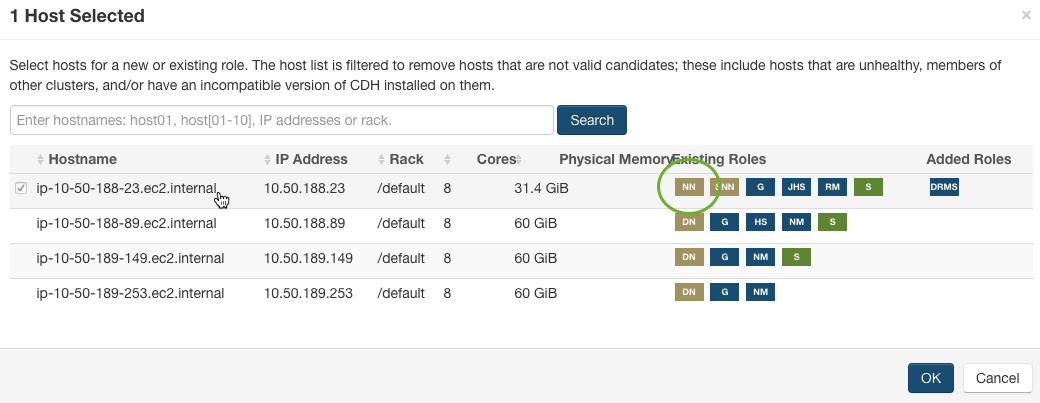 1 Host Selected ×
Select hosts for a new or existing role. The host list is filtered to remove hosts that are not valid candidates; these include hosts that are unhealthy, members of
other clusters, and/or have an incompatible version of CDH installed on them.
Enter hostnames: host01, host[01-10], IP addresses or rack. Search
Hostname IP Address Rack Cores Physical Memory Existing Roles Added Roles
ip-10-50-188-23.ec2.internal 10.50.188.23 /default 8 31.4 GiB NN SNN G JHS RM S DRMS
ip-10-50-188-89.ec2.internal 10.50.188.89 /default 8 60 GiB DN G HS NM S
ip-10-50-189-149.ec2.internal 10.50.189.149 /default 8 60 GiB DN G NM S
ip-10-50-189-253.ec2.internal 10.50.189.253 /default 8 60 GiB DN G NM
OK Cancel